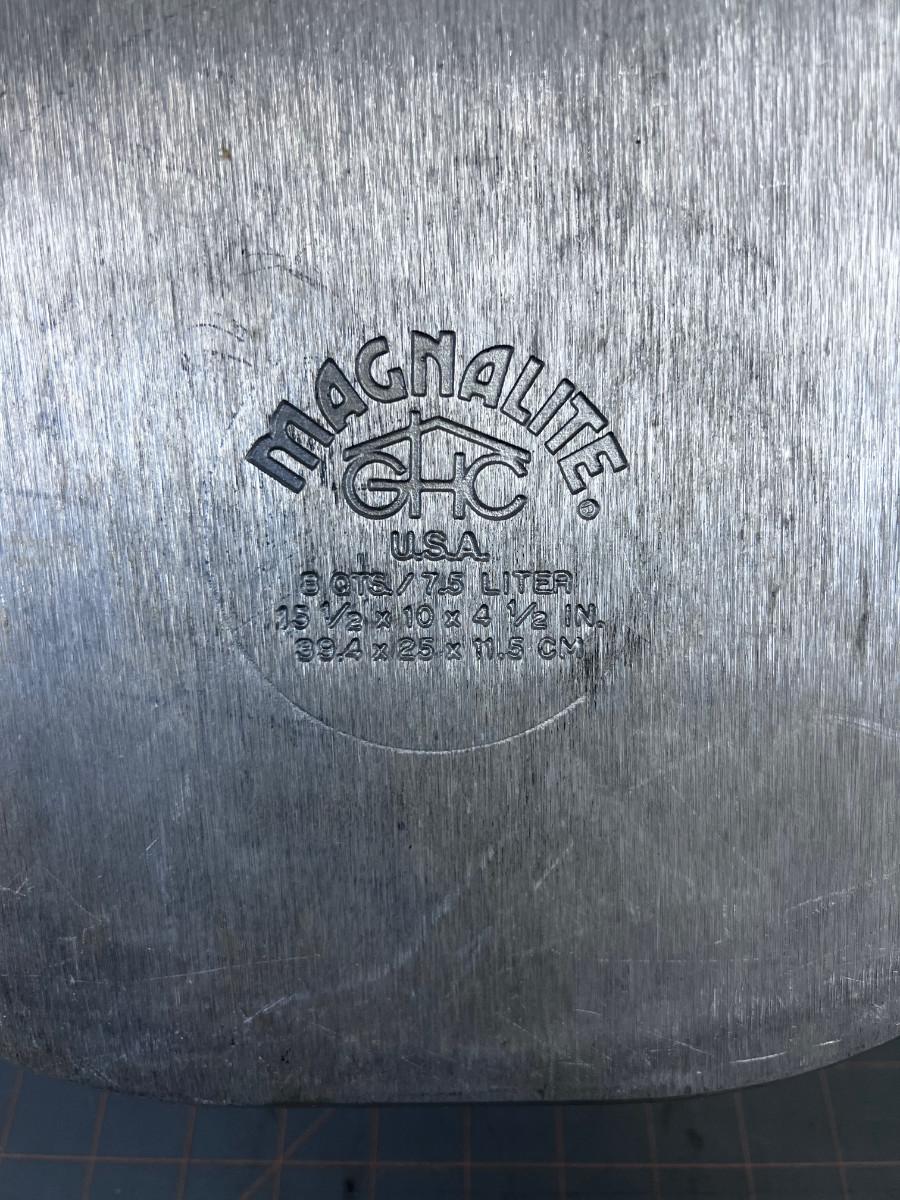 MAGNALITE®
GHC
U.S.A.
8 QTS./7.5 LITER
15 1/2 x 10 x 4 1/2 IN.
39.4 x 25 x 11.5 CM